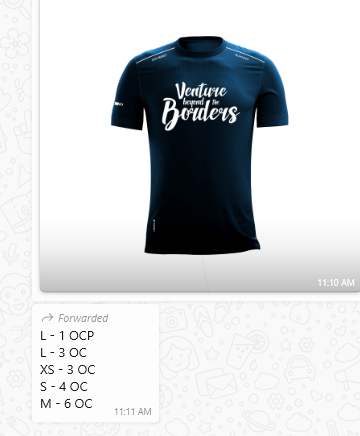 Venture
beyond the
Borders
11:10 AM
Forwarded
L - 1 OCP
L - 3 OC
XS - 3 OC
S - 4 OC
M - 6 OC
11:11 AM